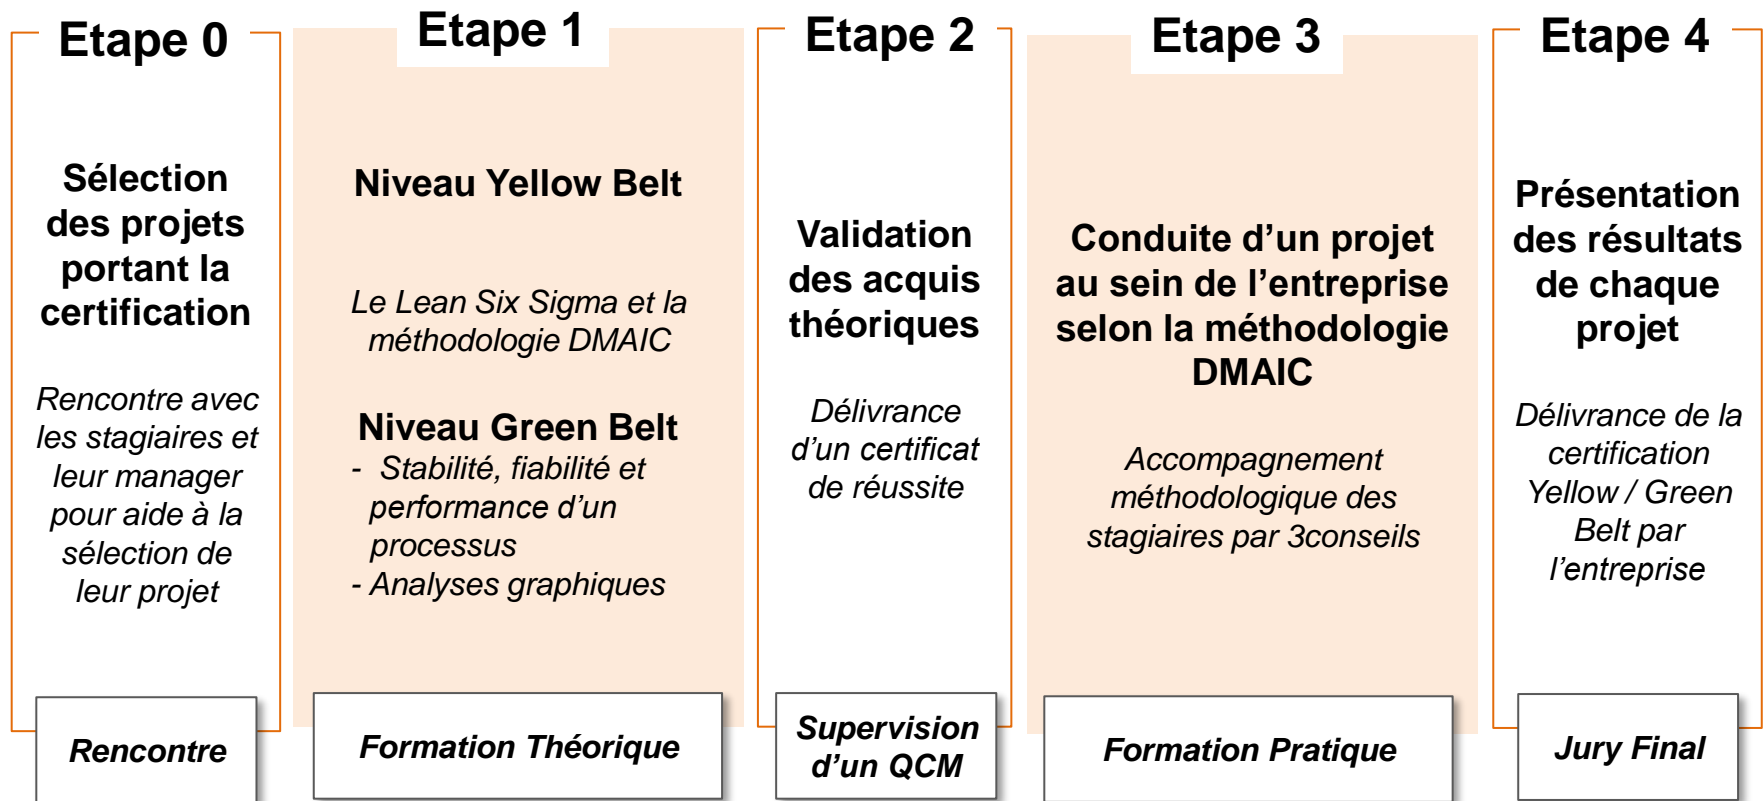 Etape 0
Sélection
des projets
portant la
certification
Rencontre avec
les stagiaires et
leur manager
pour aide à la
sélection de
leur projet
Rencontre
Etape 1
Niveau Yellow Belt
Le Lean Six Sigma et la
méthodologie DMAIC
Niveau Green Belt
- Stabilité, fiabilité et
performance d’un
processus
- Analyses graphiques
Formation Théorique
Etape 2
Validation
des acquis
théoriques
Délivrance
d’un certificat
de réussite
Supervision
d’un QCM
Etape 3
Conduite d’un projet
au sein de l’entreprise
selon la méthodologie
DMAIC
Accompagnement
méthodologique des
stagiaires par 3conseils
Formation Pratique
Etape 4
Présentation
des résultats
de chaque
projet
Délivrance de la
certification
Yellow / Green
Belt par
l’entreprise
Jury Final